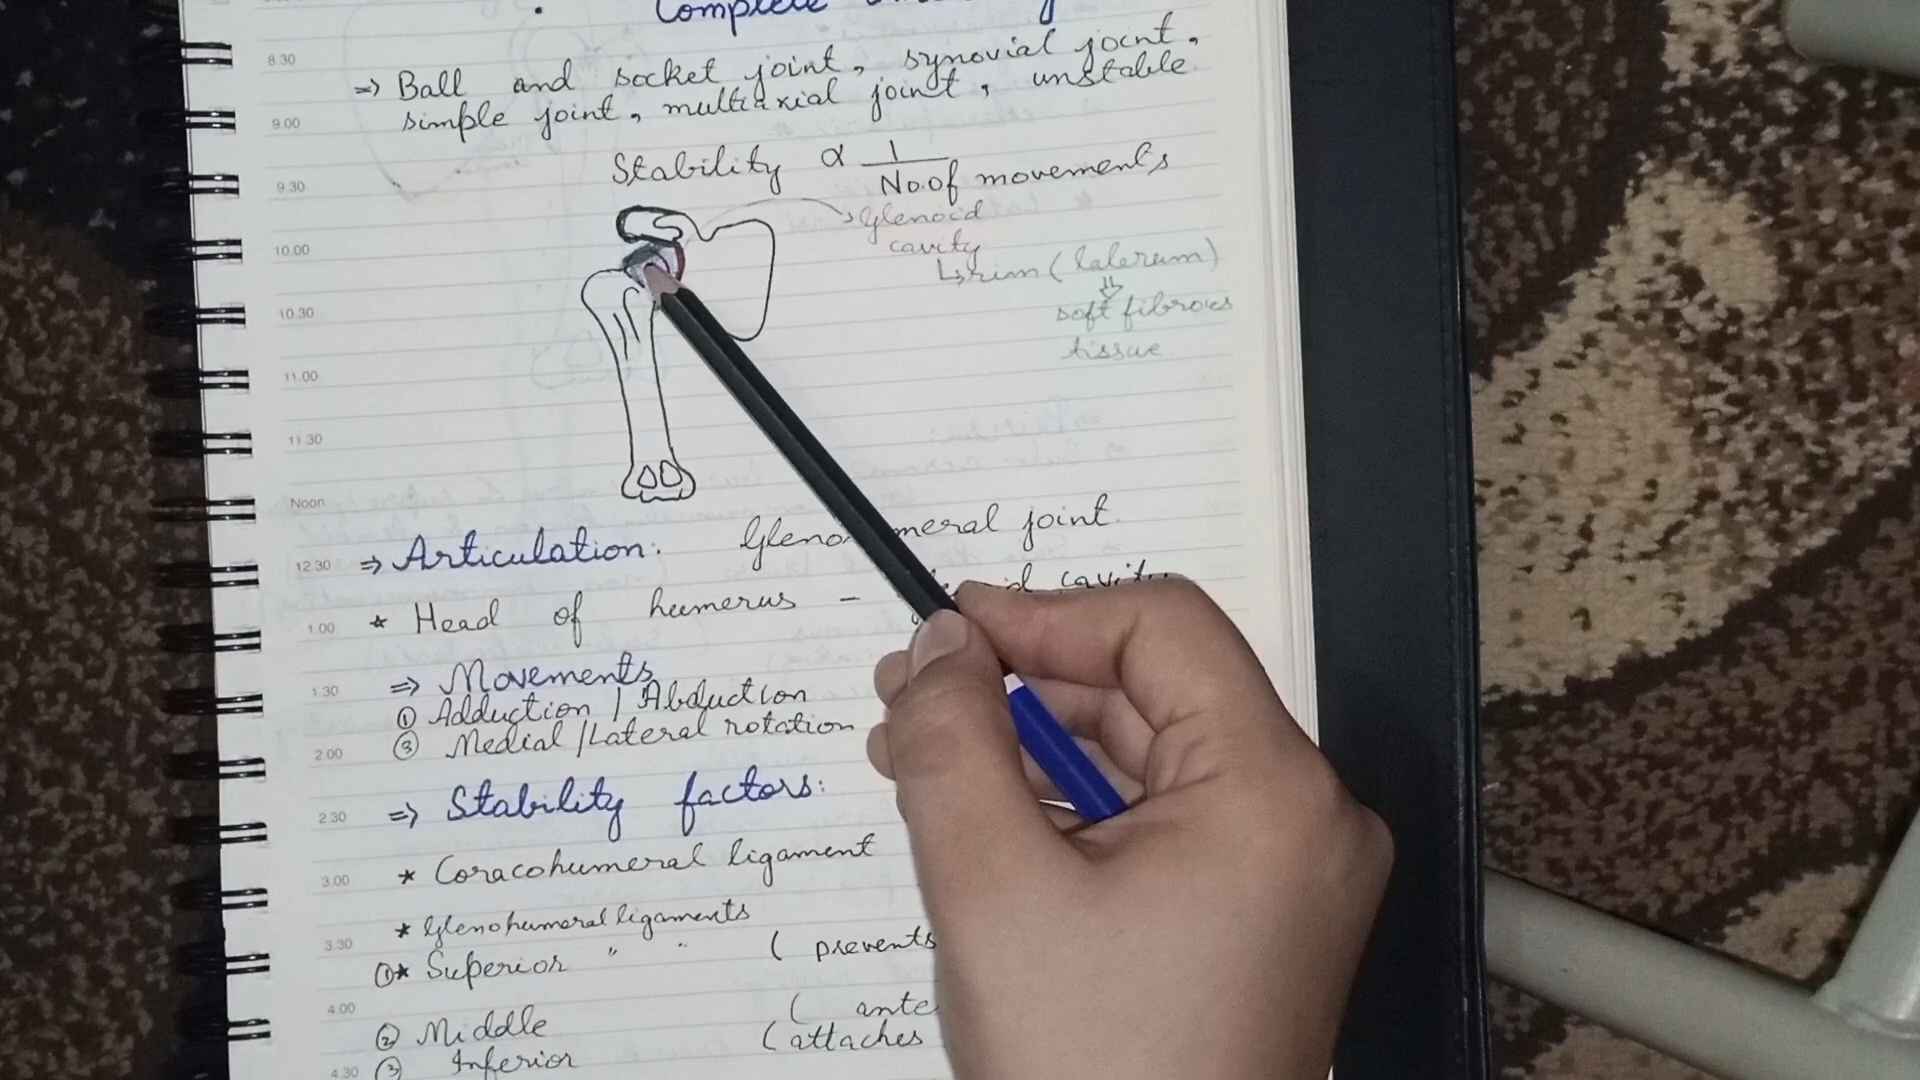 Complete
8.30
=> Ball and socket joint, synovial joint,
9.00
simple joint, multiaxial joint, unstable
Stability ∝ 1
No. of movements
9.30
Glenoid
cavity
10.00
↳ rim (laberum)
⇓
10.30
soft fibrous
tissue
11.00
11.30
Noon
=> Articulation: Gleno meral joint.
12.30
* Head of humerus - cavity
1.00
=> Movements
1.30
① Adduction / Abduction
③ Medial / Lateral rotation
2.00
=> Stability factors:
2.30
* Coracohumeral ligament
3.00
* Glenohumeral ligaments
3.30
①* Superior " " ( prevents
4.00
② Middle ( ante
③ Inferior (attaches
4.30